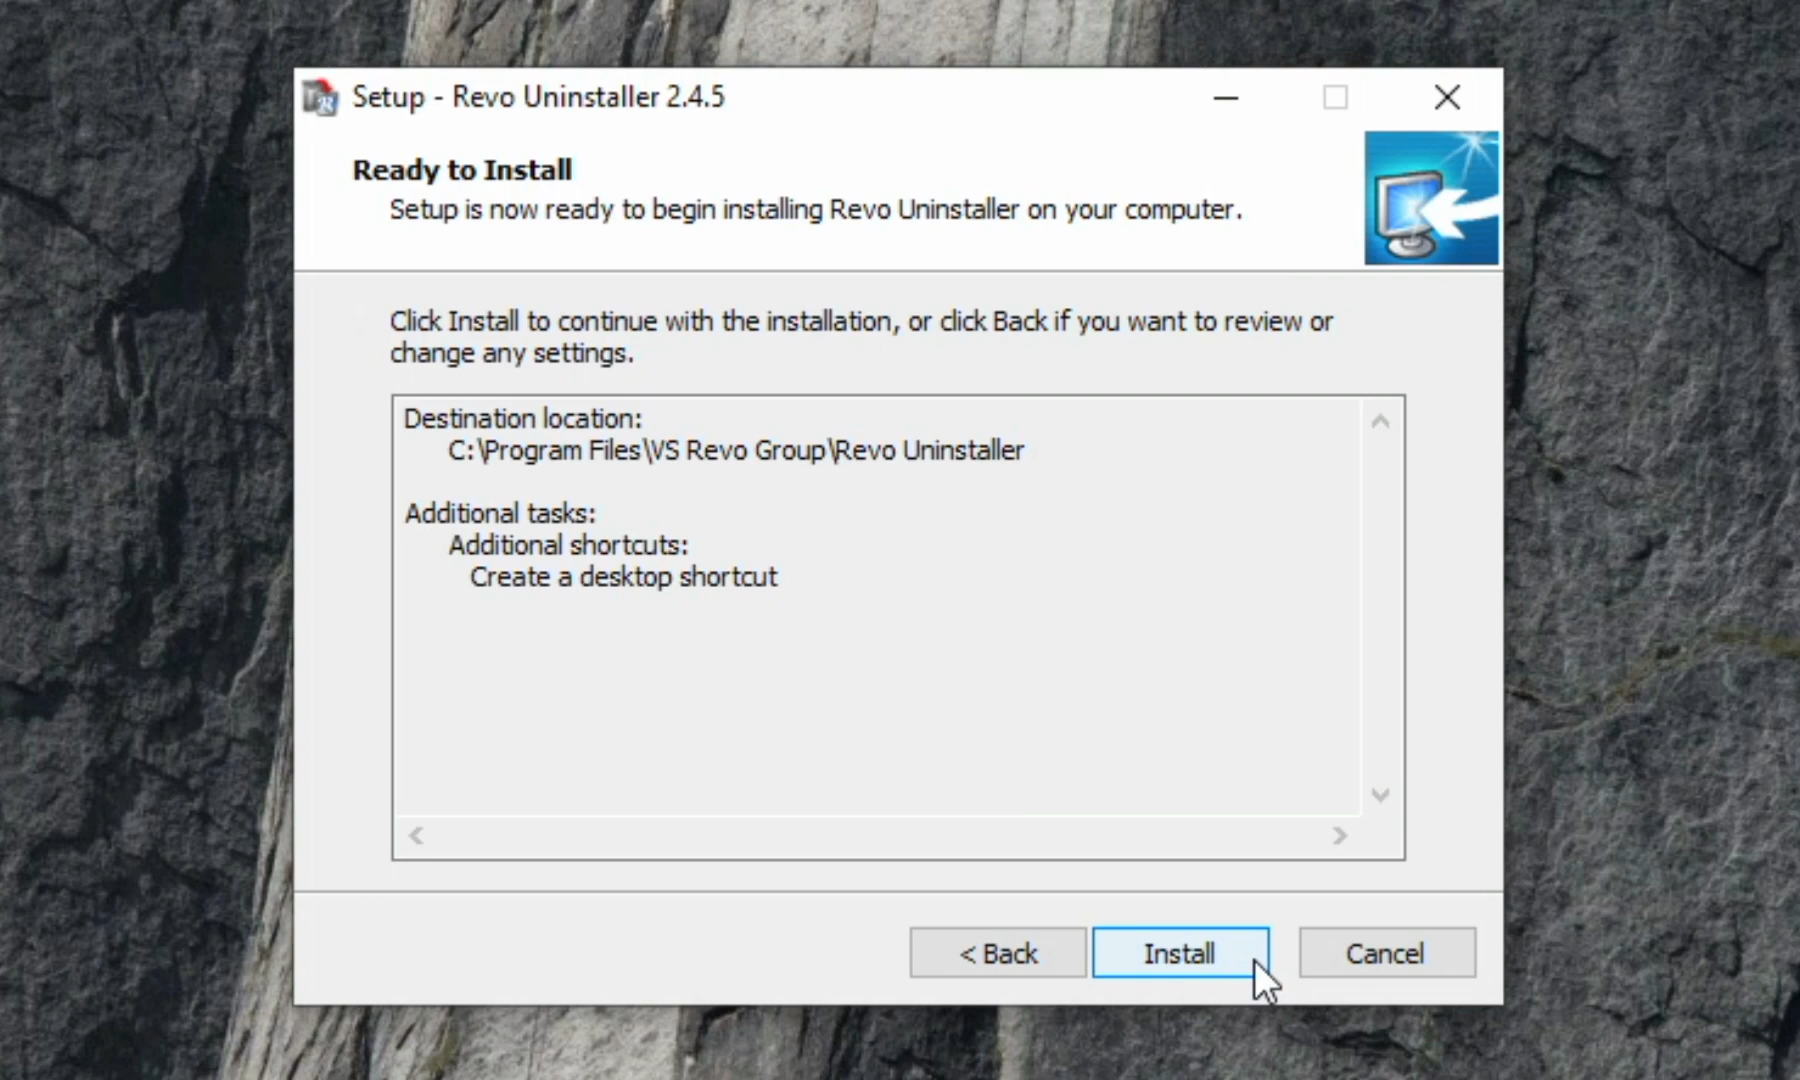 Setup - Revo Uninstaller 2.4.5
Ready to Install
Setup is now ready to begin installing Revo Uninstaller on your computer.
Click Install to continue with the installation, or click Back if you want to review or
change any settings.
Destination location:
C:\Program Files\VS Revo Group\Revo Uninstaller
Additional tasks:
Additional shortcuts:
Create a desktop shortcut
< Back
Install
Cancel